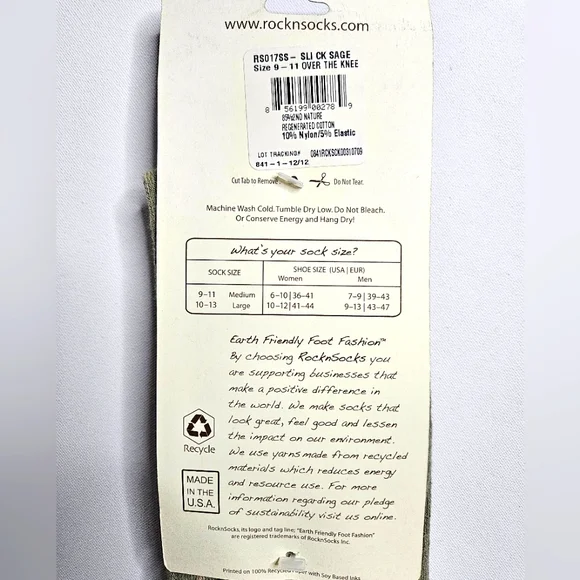 www.rocknsocks.com
RS017SS - SLI CK SAGE
Size 9 - 11 OVER THE KNEE
8 56199 00278 9
85%2ND NATURE
REGENERATED COTTON
10% Nylon/5% Elastic
LOT TRACKING# 0841RCKSCK00310709
841-1-12/12
Cut Tab to Remove Do Not Tear.
Machine Wash Cold. Tumble Dry Low. Do Not Bleach.
Or Conserve Energy and Hang Dry!
What's your sock size?
SOCK SIZE SHOE SIZE (USA|EUR)
Women Men
9-11 Medium 6-10|36-41 7-9|39-43
10-13 Large 10-12|41-44 9-13|43-47
Earth Friendly Foot Fashion™
By choosing RocknSocks you
are supporting businesses that
make a positive difference in
the world. We make socks that
look great, feel good and lessen
the impact on our environment.
We use yarns made from recycled
materials which reduces energy
and resource use. For more
information regarding our pledge
of sustainability visit us online.
Recycle
MADE
IN THE
U.S.A.
RocknSocks, its logo and tag line: "Earth Friendly Foot Fashion"
are registered trademarks of RocknSocks Inc.
Printed on 100% Recycled Paper with Soy Based Inks